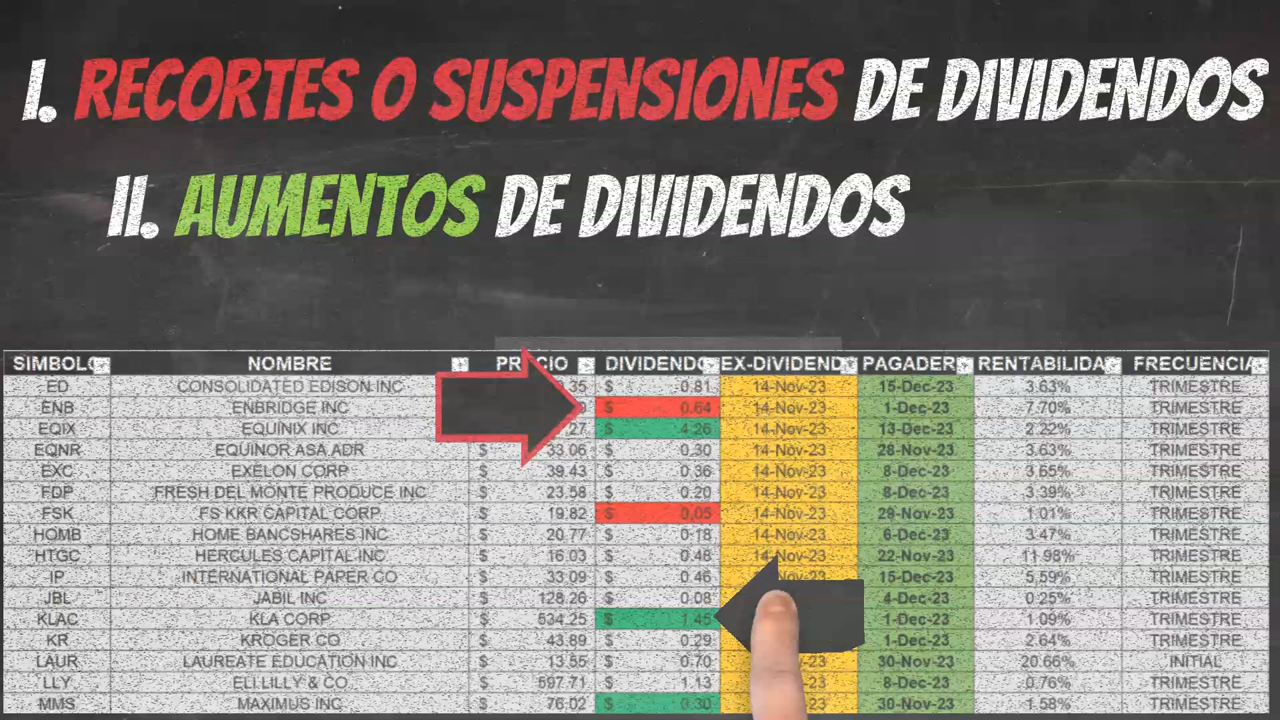 I. RECORTES O SUSPENSIONES DE DIVIDENDOS
II. AUMENTOS DE DIVIDENDOS
SIMBOLO NOMBRE PRECIO DIVIDENDO EX-DIVIDENDO PAGADER RENTABILIDA FRECUENCIA
ED CONSOLIDATED EDISON INC .35 $ 0.81 14-Nov-23 15-Dec-23 3.63% TRIMESTRE
ENB ENBRIDGE INC $ 0.64 14-Nov-23 1-Dec-23 7.70% TRIMESTRE
EQIX EQUINIX INC .27 $ 4.26 14-Nov-23 13-Dec-23 2.22% TRIMESTRE
EQNR EQUINOR ASA ADR $ 33.06 $ 0.30 14-Nov-23 28-Nov-23 3.63% TRIMESTRE
EXC EXELON CORP $ 39.43 $ 0.36 14-Nov-23 8-Dec-23 3.65% TRIMESTRE
FDP FRESH DEL MONTE PRODUCE INC $ 23.58 $ 0.20 14-Nov-23 8-Dec-23 3.39% TRIMESTRE
FSK FS KKR CAPITAL CORP $ 19.82 $ 0.05 14-Nov-23 29-Nov-23 1.01% TRIMESTRE
HOMB HOME BANCSHARES INC $ 20.77 $ 0.18 14-Nov-23 6-Dec-23 3.47% TRIMESTRE
HTGC HERCULES CAPITAL INC $ 16.03 $ 0.48 14-Nov-23 22-Nov-23 11.98% TRIMESTRE
IP INTERNATIONAL PAPER CO $ 33.09 $ 0.46 Nov-23 15-Dec-23 5.59% TRIMESTRE
JBL JABIL INC $ 128.26 $ 0.08 4-Dec-23 0.25% TRIMESTRE
KLAC KLA CORP $ 534.25 $ 1.45 1-Dec-23 1.09% TRIMESTRE
KR KROGER CO $ 43.89 $ 0.29 1-Dec-23 2.64% TRIMESTRE
LAUR LAUREATE EDUCATION INC $ 13.55 $ 0.70 -23 30-Nov-23 20.66% INITIAL
LLY ELI LILLY & CO $ 597.71 $ 1.13 23 8-Dec-23 0.76% TRIMESTRE
MMS MAXIMUS INC $ 76.02 $ 0.30 -23 30-Nov-23 1.58% TRIMESTRE